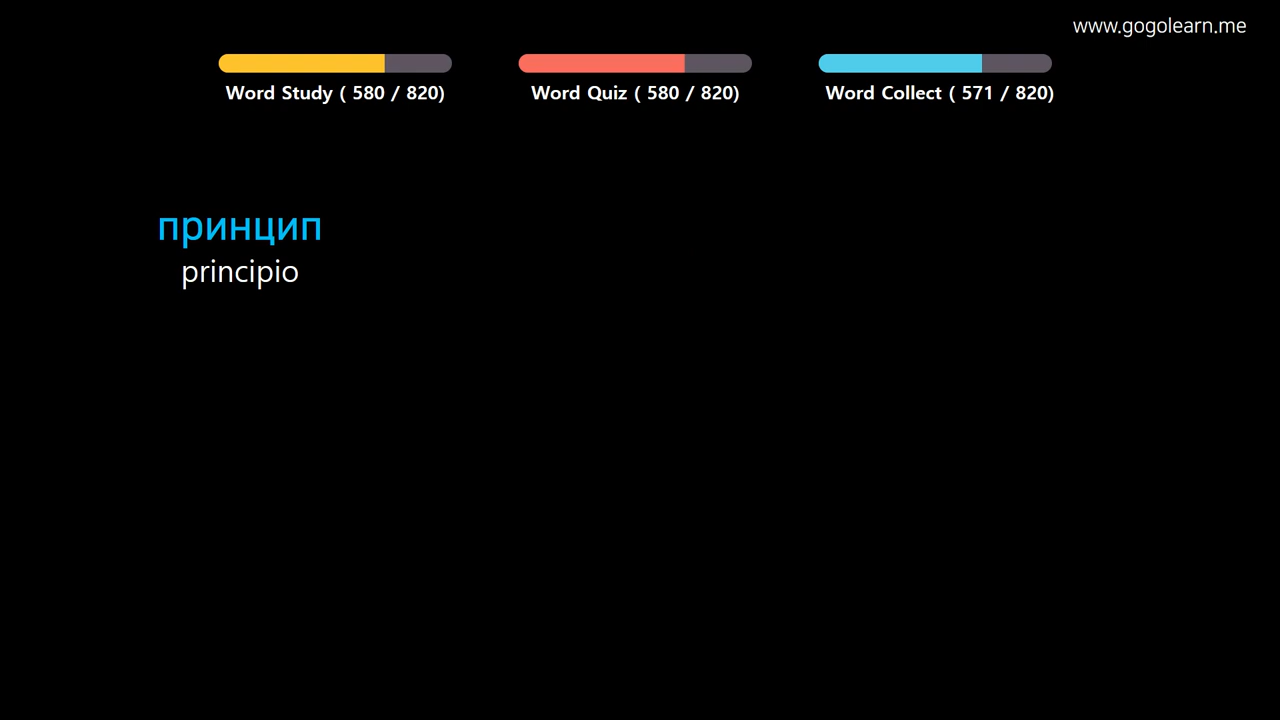 www.gogolearn.me
Word Study ( 580 / 820)
Word Quiz ( 580 / 820)
Word Collect ( 571 / 820)
принцип
principio